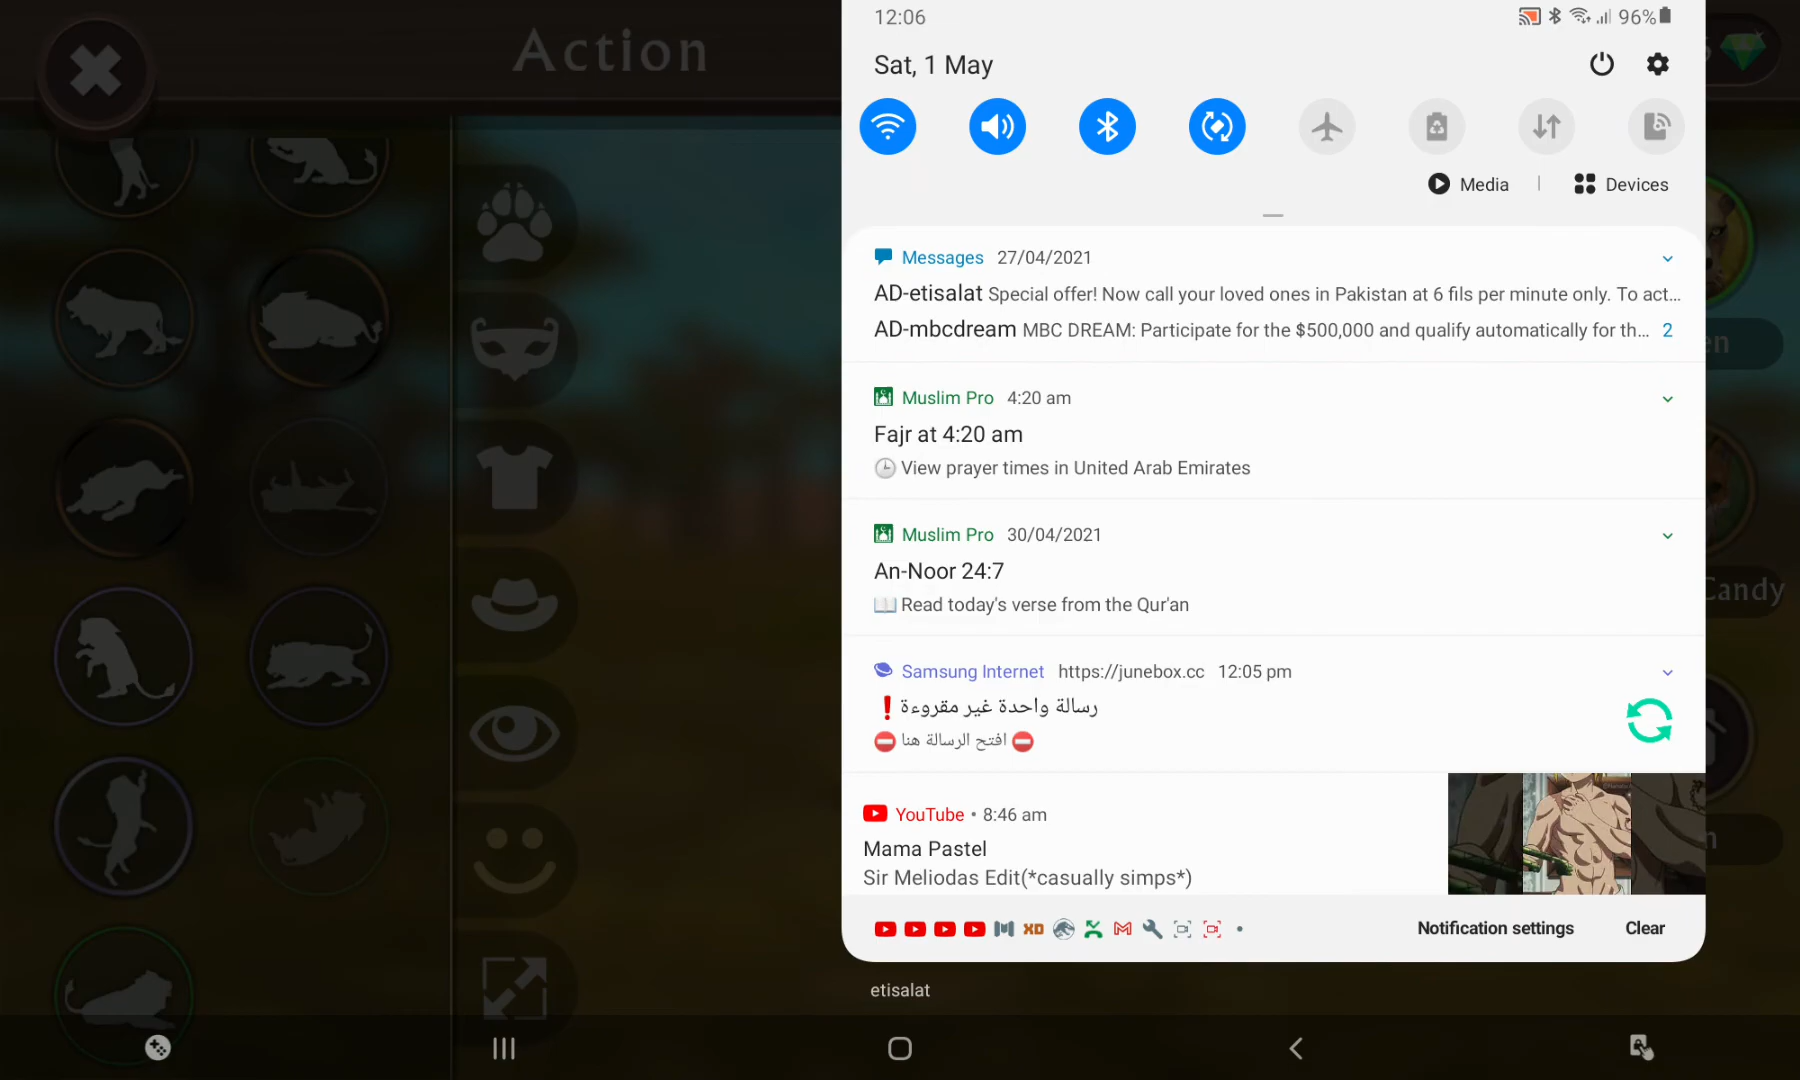 Action
12:06
96%
Sat, 1 May
Media
Devices
Messages 27/04/2021
AD-etisalat Special offer! Now call your loved ones in Pakistan at 6 fils per minute only. To act...
AD-mbcdream MBC DREAM: Participate for the $500,000 and qualify automatically for th... 2
Muslim Pro 4:20 am
Fajr at 4:20 am
View prayer times in United Arab Emirates
Muslim Pro 30/04/2021
An-Noor 24:7
Read today's verse from the Qur'an
Samsung Internet https://junebox.cc 12:05 pm
رسالة واحدة غير مقروءة❗
⛔ افتح الرسالة هنا ⛔
YouTube • 8:46 am
Mama Pastel
Sir Meliodas Edit(*casually simps*)
XD
Notification settings
Clear
etisalat
en
Candy